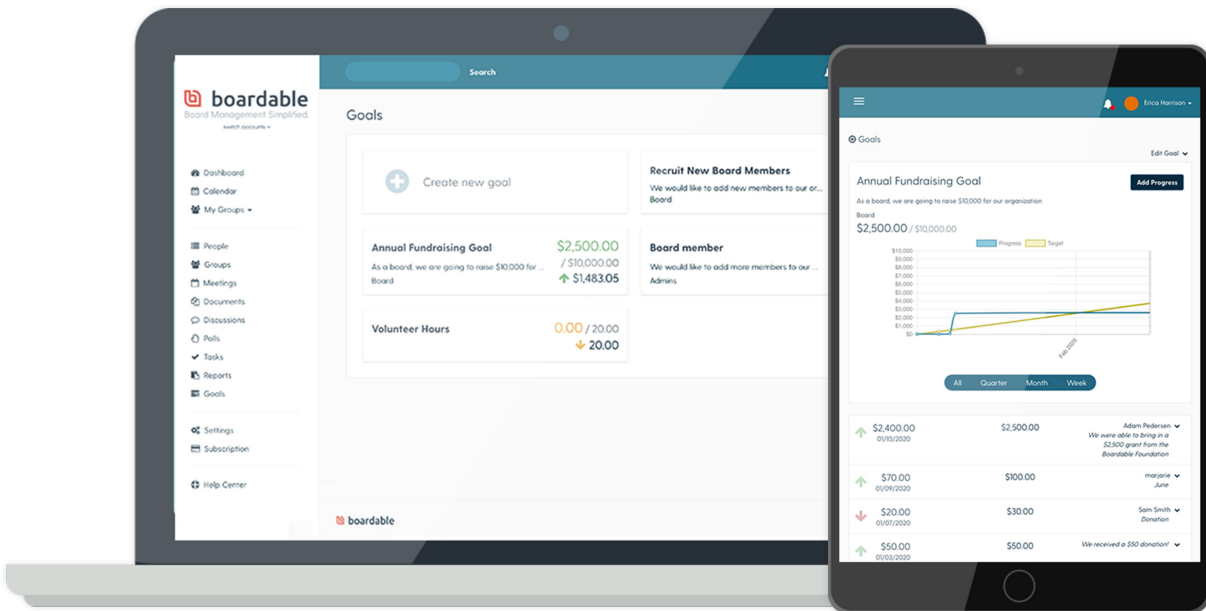 boardable
Board Management Simplified.
switch accounts
Dashboard
Calendar
My Groups
People
Groups
Meetings
Documents
Discussions
Polls
Tasks
Reports
Goals
Settings
Subscription
Help Center
Search
Goals
Create new goal
Recruit New Board Members
We would like to add new members to our or...
Board
Annual Fundraising Goal
$2,500.00
As a board, we are going to raise $10,000 for ...
/ $10,000.00
Board
$1,483.05
Board member
We would like to add more members to our ...
Admins
Volunteer Hours
0.00 / 20.00
20.00
boardable
Erica Harrison
Goals
Edit Goal
Annual Fundraising Goal
Add Progress
As a board, we are going to raise $10,000 for our organization
Board
$2,500.00 / $10,000.00
Progress
Target
$10,000
$9,000
$8,000
$7,000
$6,000
$5,000
$4,000
$3,000
$2,000
$1,000
$0
Feb 2020
All Quarter Month Week
$2,400.00
01/10/2020
$2,500.00
Adam Pedersen
We were able to bring in a
$2,500 grant from the
Boardable Foundation
$70.00
01/09/2020
$100.00
marjorie
June
$20.00
01/07/2020
$30.00
Sam Smith
Donation
$50.00
01/03/2020
$50.00
We received a $50 donation!